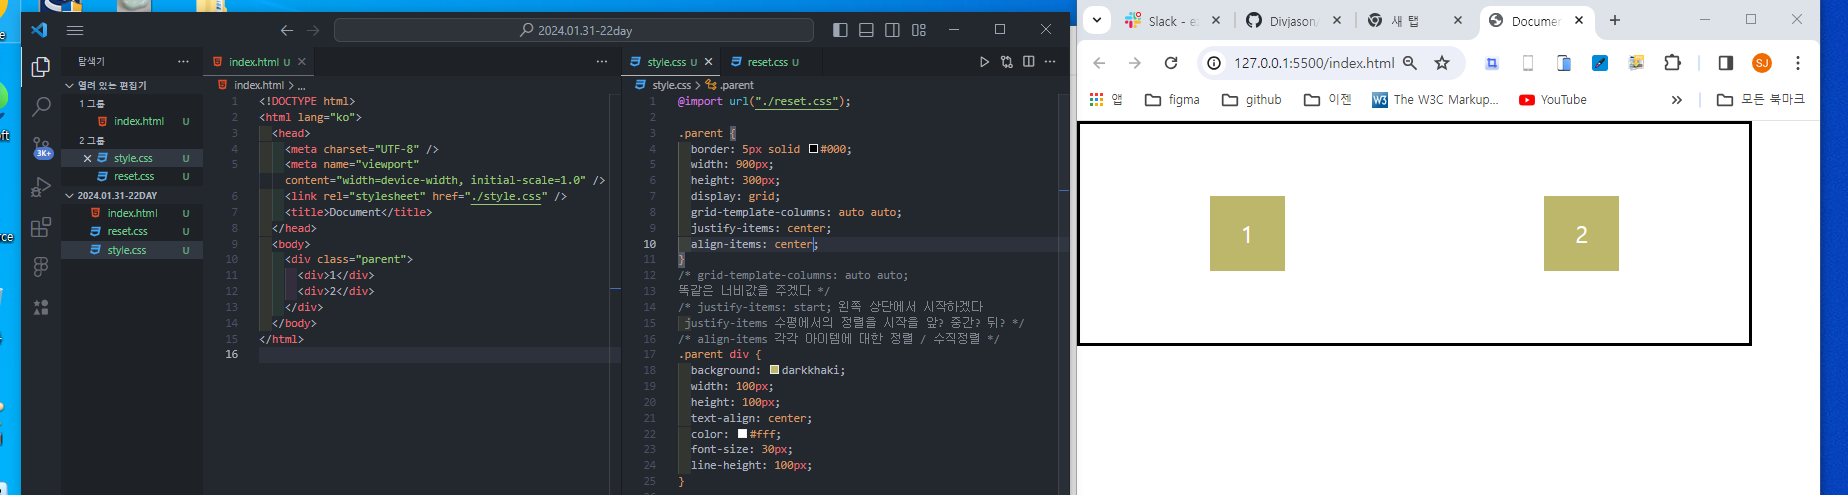 2024.01.31-22day
탐색기
열려 있는 편집기
1 그룹
index.html U
2 그룹
style.css U
reset.css U
2024.01.31-22DAY
index.html U
reset.css U
style.css U
3K+
index.html U
index.html > ...
1 <!DOCTYPE html>
2 <html lang="ko">
3 <head>
4 <meta charset="UTF-8" />
5 <meta name="viewport"
content="width=device-width, initial-scale=1.0" />
6 <link rel="stylesheet" href="./style.css" />
7 <title>Document</title>
8 </head>
9 <body>
10 <div class="parent">
11 <div>1</div>
12 <div>2</div>
13 </div>
14 </body>
15 </html>
16
style.css U
reset.css U
style.css > .parent
1 @import url("./reset.css");
2
3 .parent {
4 border: 5px solid #000;
5 width: 900px;
6 height: 300px;
7 display: grid;
8 grid-template-columns: auto auto;
9 justify-items: center;
10 align-items: center;
11 }
12 /* grid-template-columns: auto auto;
13 똑같은 너비값을 주겠다 */
14 /* justify-items: start; 왼쪽 상단에서 시작하겠다
15 justify-items 수평에서의 정렬을 시작을 앞? 중간? 뒤? */
16 /* align-items 각각 아이템에 대한 정렬 / 수직정렬 */
17 .parent div {
18 background: darkkhaki;
19 width: 100px;
20 height: 100px;
21 text-align: center;
22 color: #fff;
23 font-size: 30px;
24 line-height: 100px;
25 }
Slack - e
Divjason/
새 탭
Documen
127.0.0.1:5500/index.html
SJ
앱
figma
github
이젠
The W3C Markup...
YouTube
모든 북마크
1
2